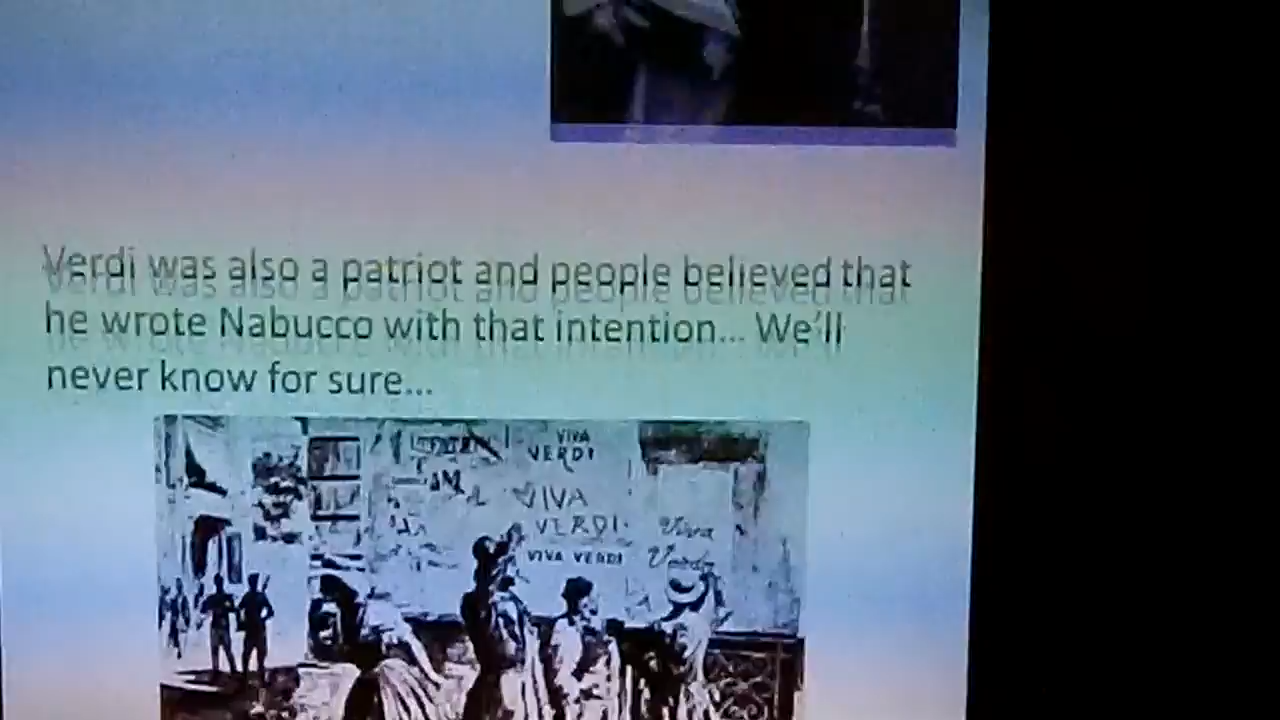 Verdi was also a patriot and people believed that
he wrote Nabucco with that intention... We'll
never know for sure...
VIVA
VERDI
VIVA
VERDI
Viva
VIVA VERDI
Verdi